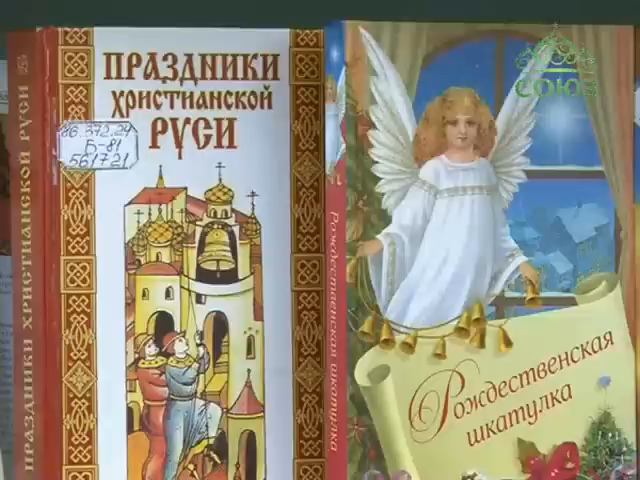 ПРАЗДНИКИ ХРИСТИАНСКОЙ РУСИ
ПРАЗДНИКИ
ХРИСТИАНСКОЙ
РУСИ
86.372.24
Б-81
561721
Рождественская шкатулка
Рождественская
шкатулка
СОЮЗ